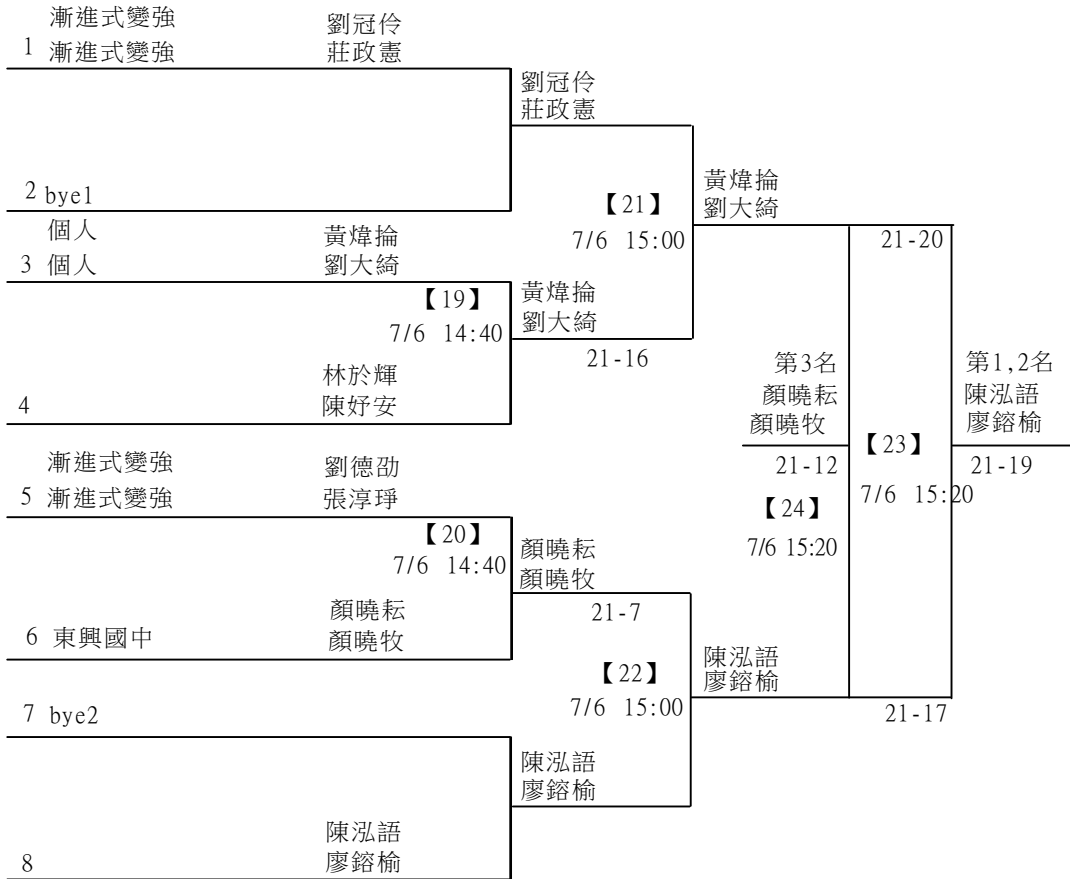 漸進式變強 劉冠伶
1 漸進式變強 莊政憲
劉冠伶
莊政憲
2 bye1
【21】
7/6 15:00
黃煒掄
劉大綺
21-20
個人 黃煒掄
3 個人 劉大綺
【19】
7/6 14:40
黃煒掄
劉大綺
21-16
林於輝
4 陳妤安
第3名
顏曉耘
顏曉牧
21-12
【24】
7/6 15:20
【23】
7/6 15:20
第1,2名
陳泓語
廖鎔榆
21-19
漸進式變強 劉德劭
5 漸進式變強 張淳琤
【20】
7/6 14:40
顏曉耘
顏曉牧
21-7
顏曉耘
6 東興國中 顏曉牧
【22】
7/6 15:00
陳泓語
廖鎔榆
21-17
7 bye2
陳泓語
廖鎔榆
陳泓語
8 廖鎔榆